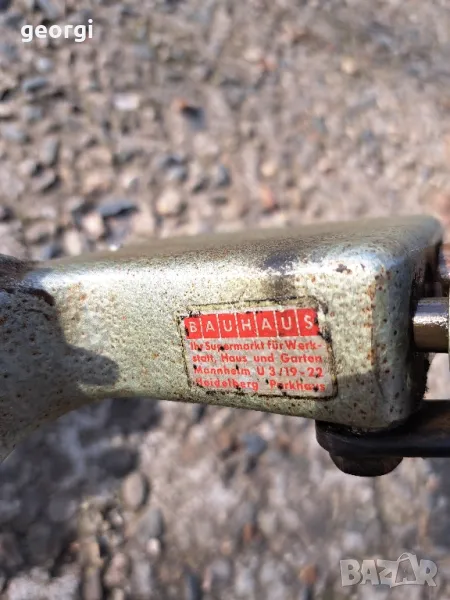 georgi
BAUHAUS
Ihr Supermarkt für Werk-
statt, Haus und Garten
Mannheim U 3/19-22
Heidelberg Parkhaus
BAZAR